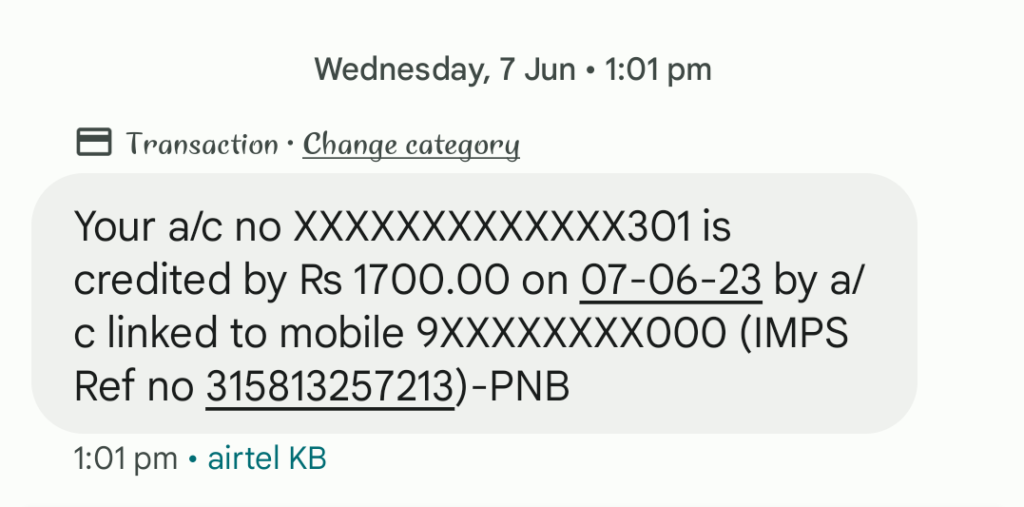 Wednesday, 7 Jun • 1:01 pm
Transaction • Change category
Your a/c no XXXXXXXXXXXXX301 is
credited by Rs 1700.00 on 07-06-23 by a/
c linked to mobile 9XXXXXXXX000 (IMPS
Ref no 315813257213)-PNB
1:01 pm • airtel KB